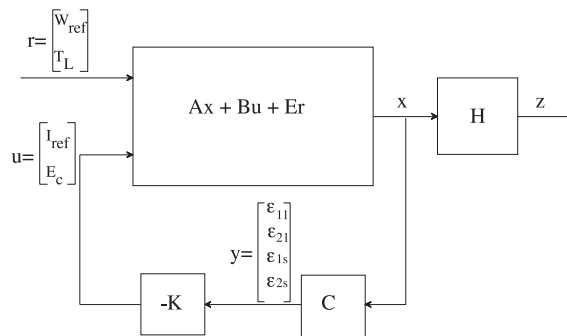 r= [W_ref
T_L]
Ax + Bu + Er
x
H
z
u= [I_ref
E_c]
y= [ε_11
ε_21
ε_1s
ε_2s]
-K
C